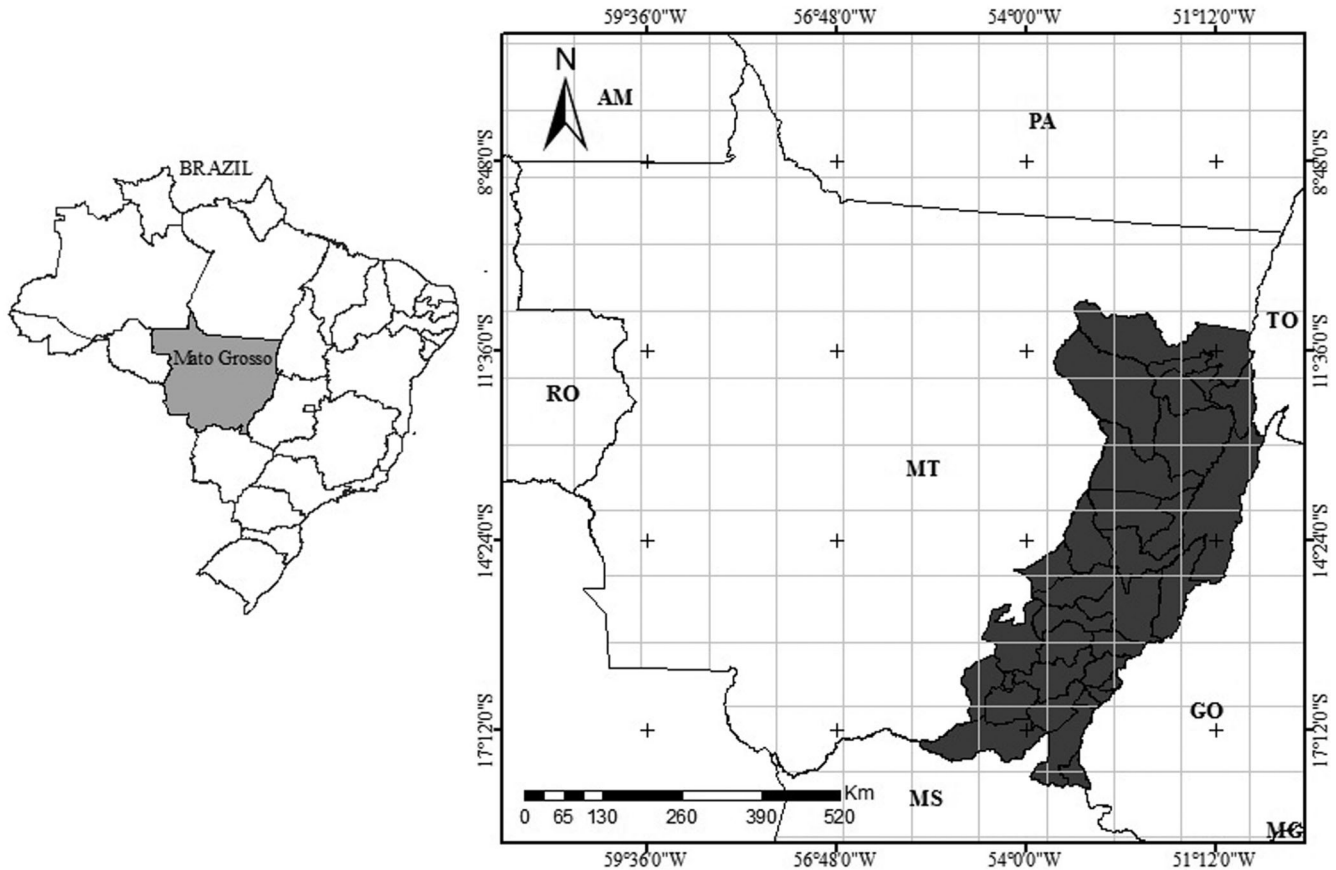 BRAZIL
Mato Grosso
59°36'0"W
56°48'0"W
54°0'0"W
51°12'0"W
N
AM
PA
8°48'0"S
8°48'0"S
TO
11°36'0"S
11°36'0"S
RO
MT
14°24'0"S
14°24'0"S
GO
17°12'0"S
17°12'0"S
MS
Km
0 65 130 260 390 520
MG
59°36'0"W
56°48'0"W
54°0'0"W
51°12'0"W